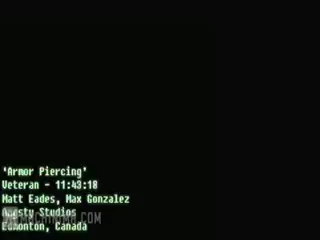 'Armor Piercing'
Veteran - 11:43:18
Matt Eades, Max Gonzalez
Studios
Edmonton, Canada